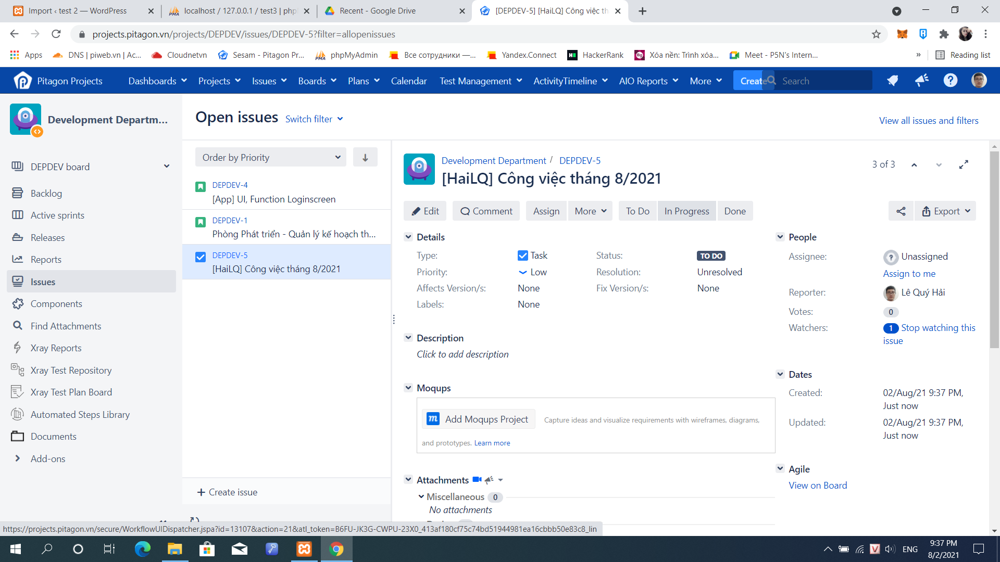 Import ‹ test 2 — WordPress
localhost / 127.0.0.1 / test3 | php
Recent - Google Drive
[DEPDEV-5] [HaiLQ] Công việc th
projects.pitagon.vn/projects/DEPDEV/issues/DEPDEV-5?filter=allopenissues
Apps
DNS | piweb.vn | Ac...
Cloudnetvn
Sesam - Pitagon Pr...
phpMyAdmin
Все сотрудники —...
Yandex.Connect
HackerRank
Xóa nền: Trình xóa...
Meet - P5N's Intern...
»
Reading list
Pitagon Projects
Dashboards
Projects
Issues
Boards
Plans
Calendar
Test Management
ActivityTimeline
AIO Reports
More
Create
Search
Development Departm...
DEPDEV board
Backlog
Active sprints
Releases
Reports
Issues
Components
Find Attachments
Xray Reports
Xray Test Repository
Xray Test Plan Board
Automated Steps Library
Documents
Add-ons
Open issues
Switch filter
View all issues and filters
Order by Priority
DEPDEV-4
[App] UI, Function Loginscreen
DEPDEV-1
Phòng Phát triển - Quản lý kế hoạch th...
DEPDEV-5
[HaiLQ] Công việc tháng 8/2021
+ Create issue
Development Department / DEPDEV-5
[HaiLQ] Công việc tháng 8/2021
3 of 3
Edit
Comment
Assign
More
To Do
In Progress
Done
Export
Details
Type: Task
Status: TO DO
Priority: Low
Resolution: Unresolved
Affects Version/s: None
Fix Version/s: None
Labels: None
Description
Click to add description
Moqups
Add Moqups Project
Capture ideas and visualize requirements with wireframes, diagrams,
and prototypes. Learn more
Attachments
Miscellaneous 0
No attachments
People
Assignee: Unassigned
Assign to me
Reporter: Lê Quý Hải
Votes: 0
Watchers: 1 Stop watching this
issue
Dates
Created: 02/Aug/21 9:37 PM,
Just now
Updated: 02/Aug/21 9:37 PM,
Just now
Agile
View on Board
https://projects.pitagon.vn/secure/WorkflowUIDispatcher.jspa?id=13107&action=21&atl_token=B6FU-JK3G-CWPU-23X0_413af180cf75c74bd51944981ea16cbbb50e83c8_lin
ENG
9:37 PM
8/2/2021